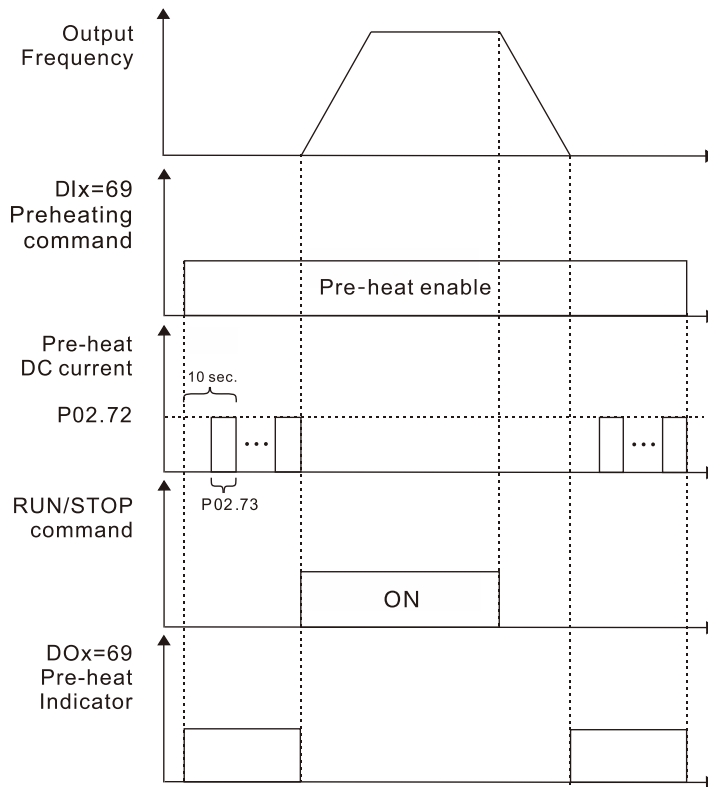 Output
Frequency
DIx=69
Preheating
command
Pre-heat enable
Pre-heat
DC current
10 sec.
P02.72
...
...
P02.73
RUN/STOP
command
ON
DOx=69
Pre-heat
Indicator